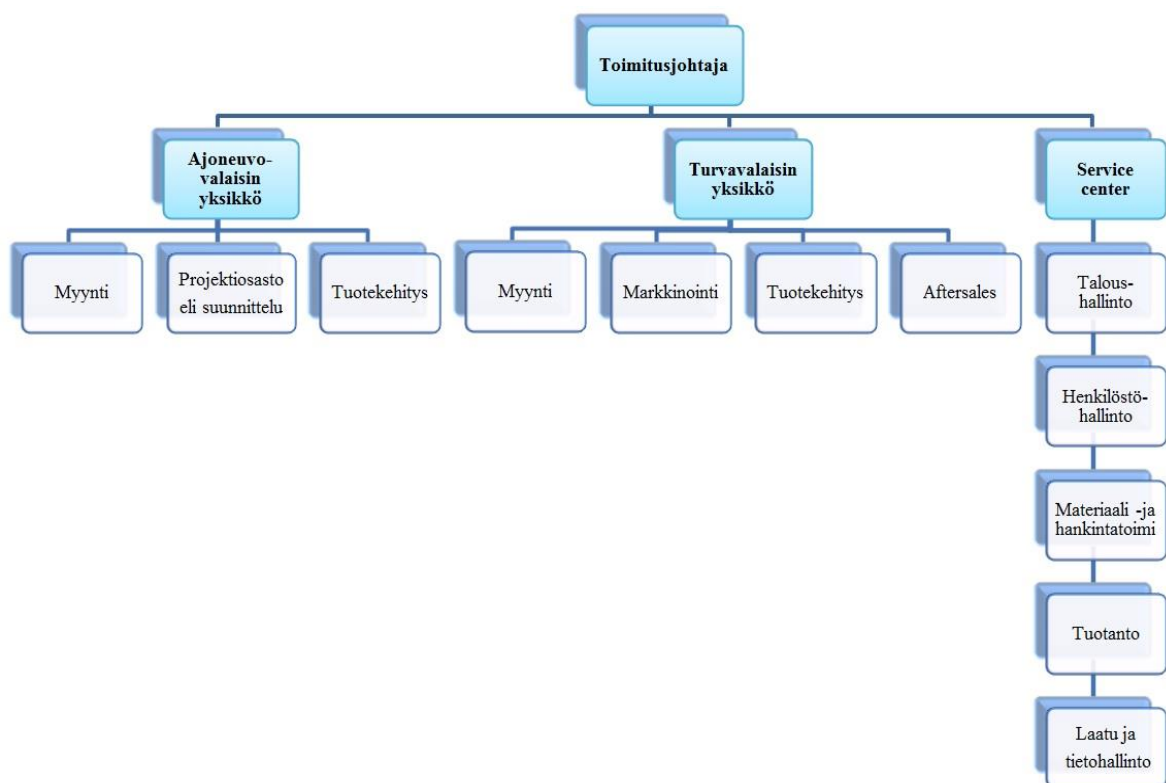 Toimitusjohtaja
Ajoneuvo-
valaisin
yksikkö
Turvavalaisin
yksikkö
Service
center
Myynti
Projektiosasto
eli suunnittelu
Tuotekehitys
Myynti
Markkinointi
Tuotekehitys
Aftersales
Talous-
hallinto
Henkilöstö-
hallinto
Materiaali -ja
hankintatoimi
Tuotanto
Laatu ja
tietohallinto